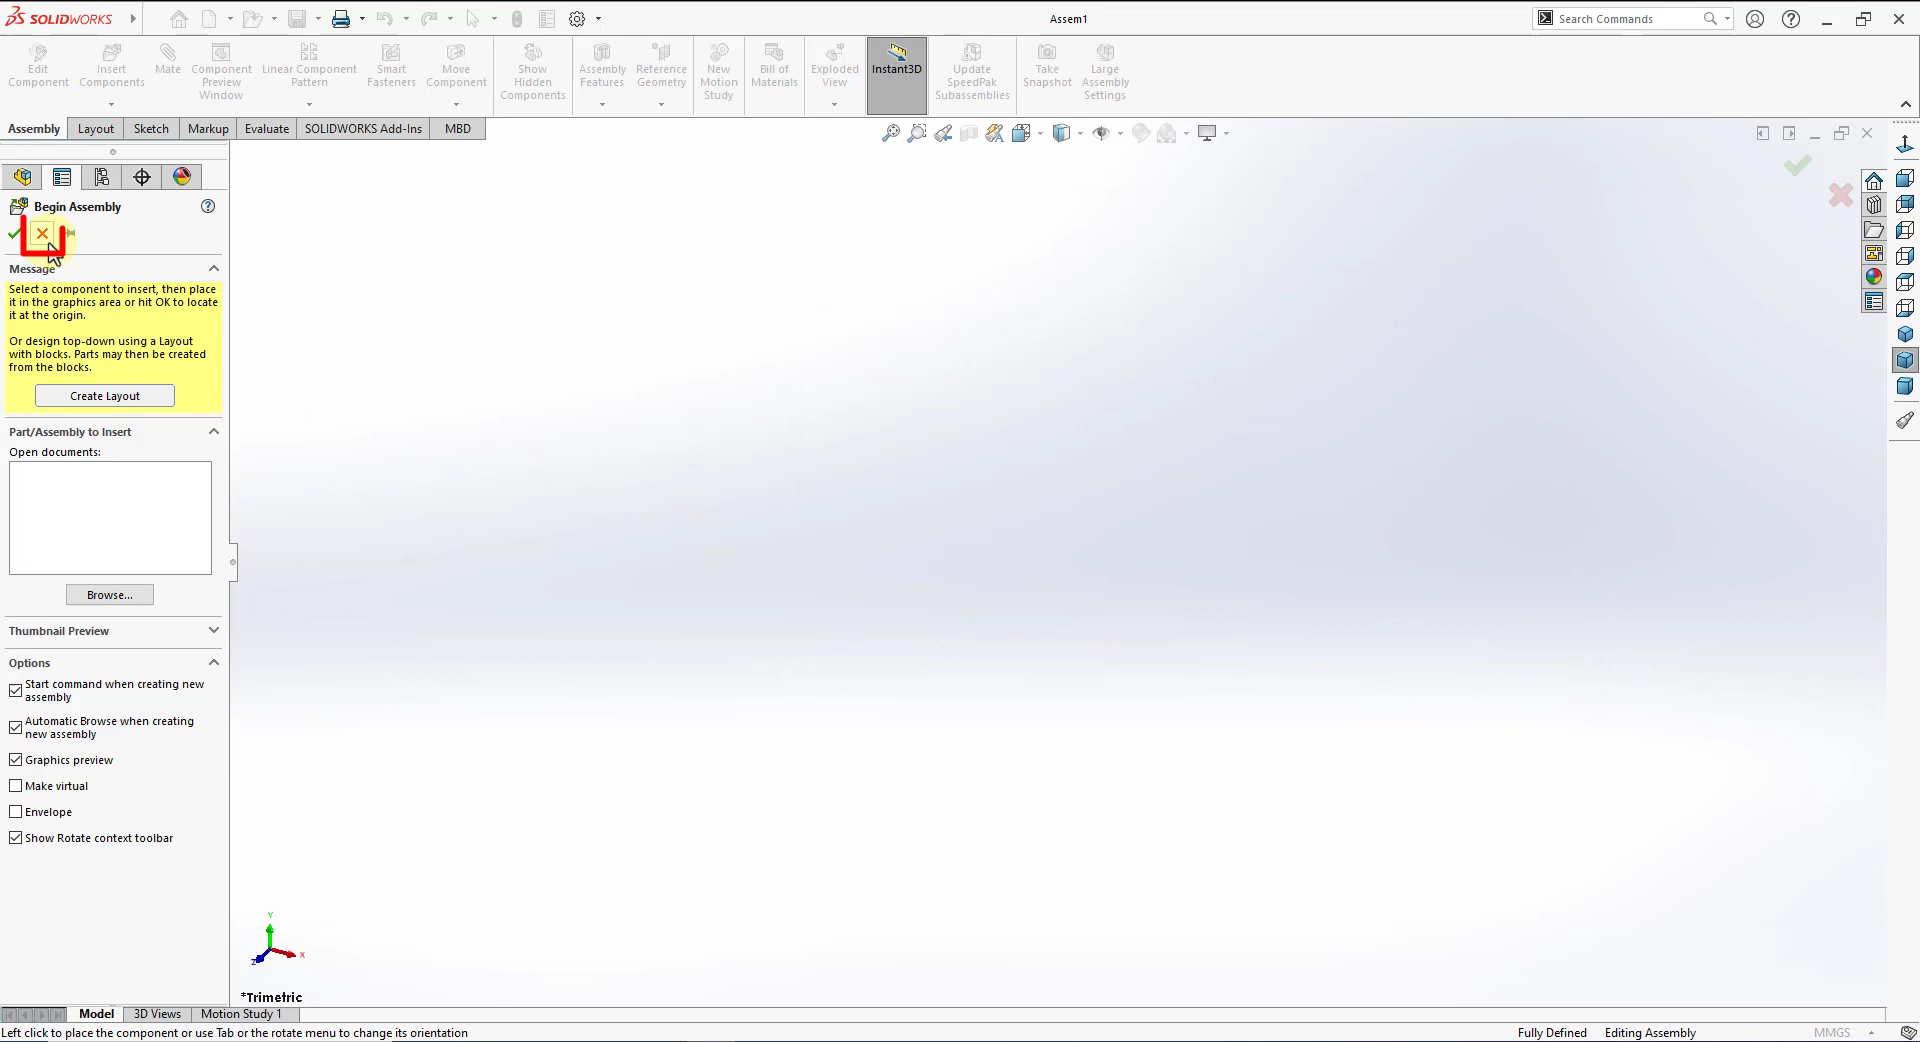 SOLIDWORKS
Assem1
Search Commands
Edit
Component
Insert
Components
Mate
Component
Preview
Window
Linear Component
Pattern
Smart
Fasteners
Move
Component
Show
Hidden
Components
Assembly
Features
Reference
Geometry
New
Motion
Study
Bill of
Materials
Exploded
View
Instant3D
Update
SpeedPak
Subassemblies
Take
Snapshot
Large
Assembly
Settings
Assembly
Layout
Sketch
Markup
Evaluate
SOLIDWORKS Add-Ins
MBD
Begin Assembly
Message
Select a component to insert, then place
it in the graphics area or hit OK to locate
it at the origin.
Or design top-down using a Layout
with blocks. Parts may then be created
from the blocks.
Create Layout
Part/Assembly to Insert
Open documents:
Browse...
Thumbnail Preview
Options
Start command when creating new
assembly
Automatic Browse when creating
new assembly
Graphics preview
Make virtual
Envelope
Show Rotate context toolbar
Y
X
Z
*Trimetric
Model
3D Views
Motion Study 1
Left click to place the component or use Tab or the rotate menu to change its orientation
Fully Defined
Editing Assembly
MMGS